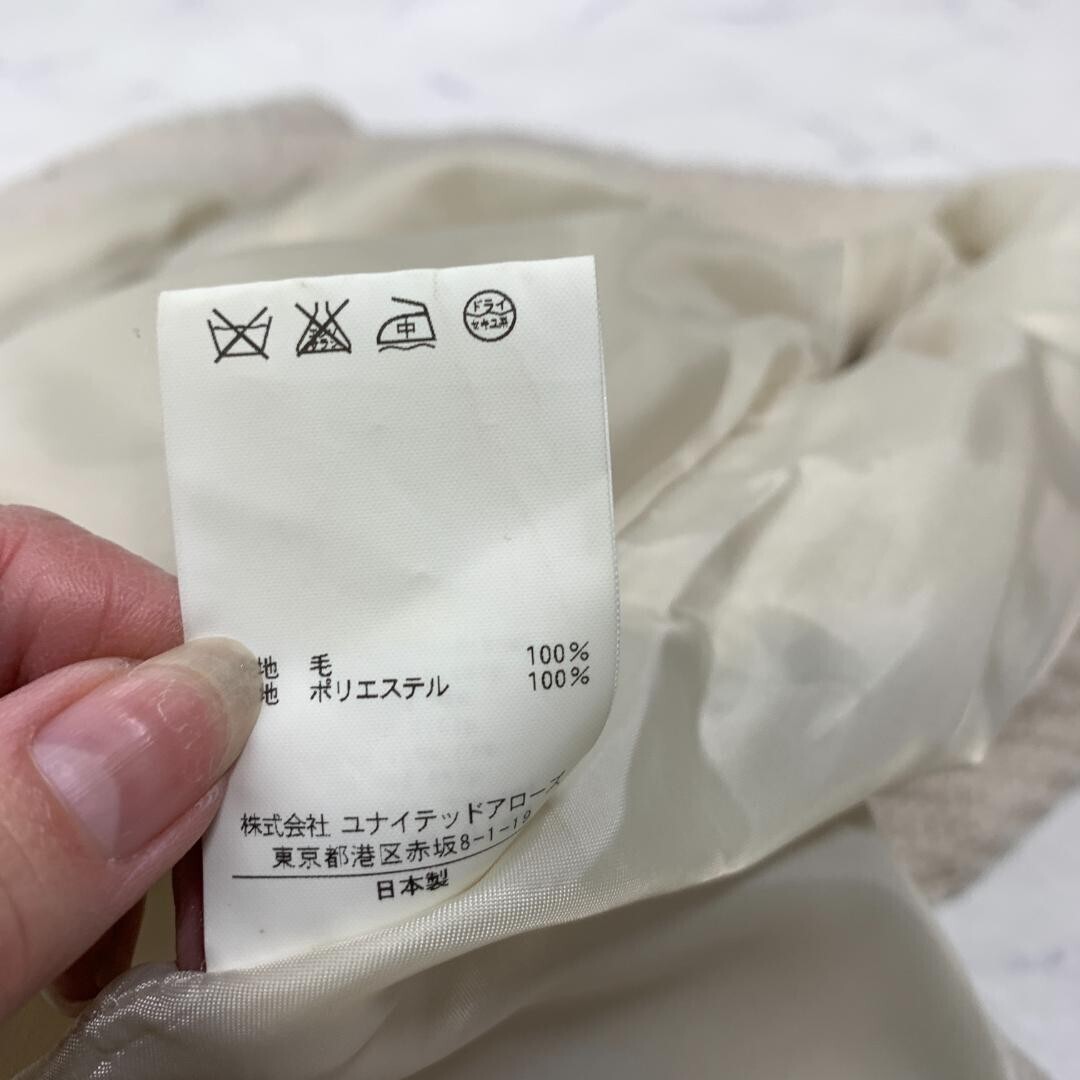 中
ドライ
セキユ系
地 毛 100%
地 ポリエステル 100%
株式会社 ユナイテッドアローズ
東京都港区赤坂8-1-19
日本製